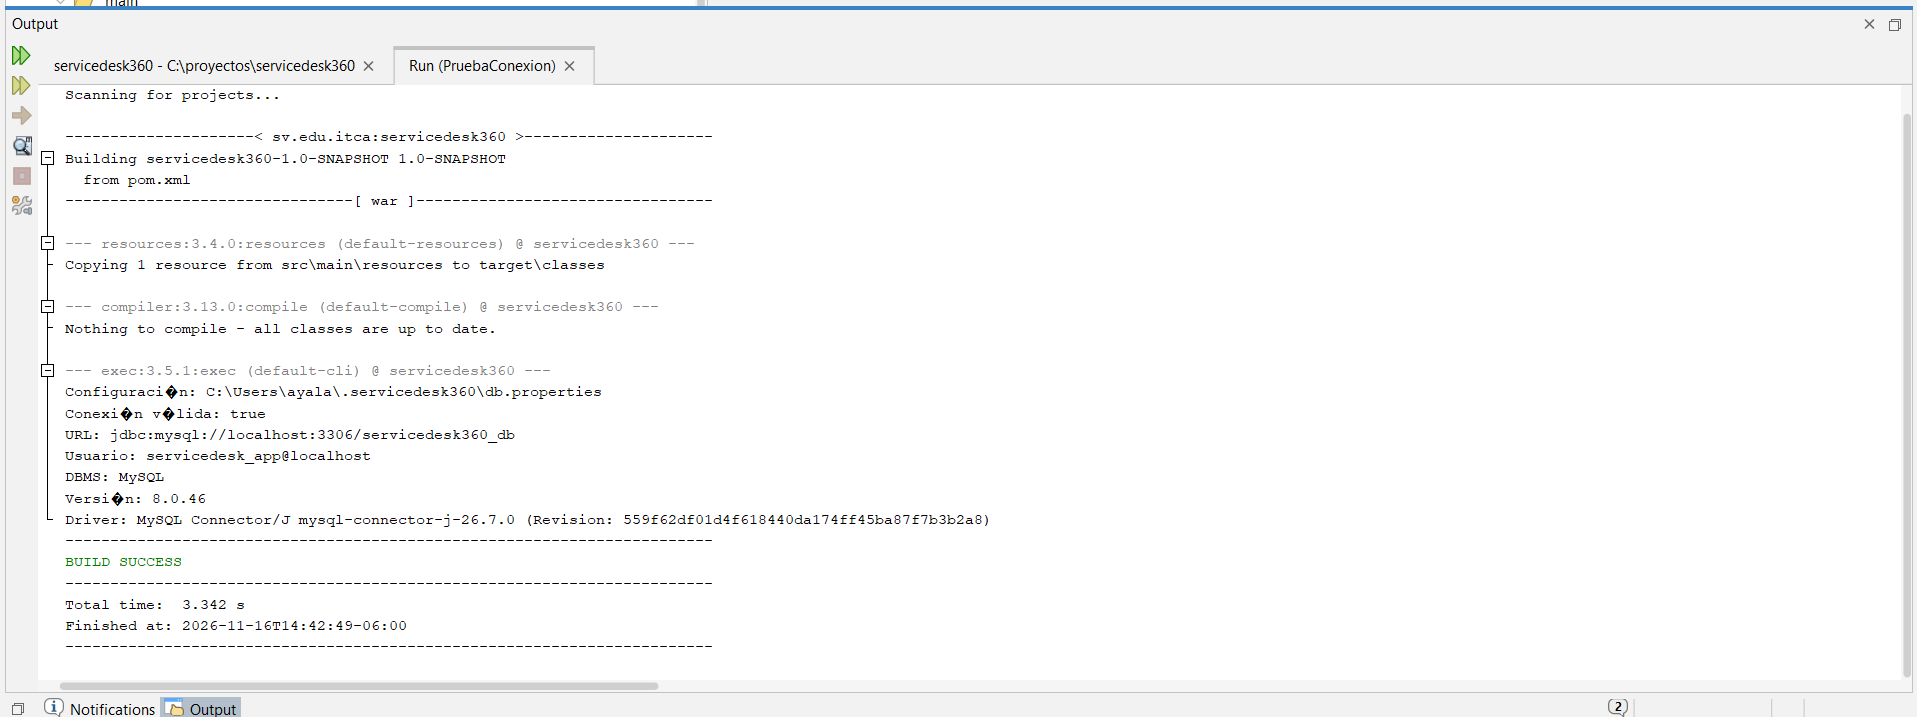 main
Output
servicedesk360 - C:\proyectos\servicedesk360
Run (PruebaConexion)
Scanning for projects...
---------------------< sv.edu.itca:servicedesk360 >---------------------
Building servicedesk360-1.0-SNAPSHOT 1.0-SNAPSHOT
  from pom.xml
--------------------------------[ war ]---------------------------------
--- resources:3.4.0:resources (default-resources) @ servicedesk360 ---
Copying 1 resource from src\main\resources to target\classes
--- compiler:3.13.0:compile (default-compile) @ servicedesk360 ---
Nothing to compile - all classes are up to date.
--- exec:3.5.1:exec (default-cli) @ servicedesk360 ---
Configuraci�n: C:\Users\ayala\.servicedesk360\db.properties
Conexi�n v�lida: true
URL: jdbc:mysql://localhost:3306/servicedesk360_db
Usuario: servicedesk_app@localhost
DBMS: MySQL
Versi�n: 8.0.46
Driver: MySQL Connector/J mysql-connector-j-26.7.0 (Revision: 559f62df01d4f618440da174ff45ba87f7b3b2a8)
------------------------------------------------------------------------
BUILD SUCCESS
------------------------------------------------------------------------
Total time:  3.342 s
Finished at: 2026-11-16T14:42:49-06:00
------------------------------------------------------------------------
Notifications
Output
2